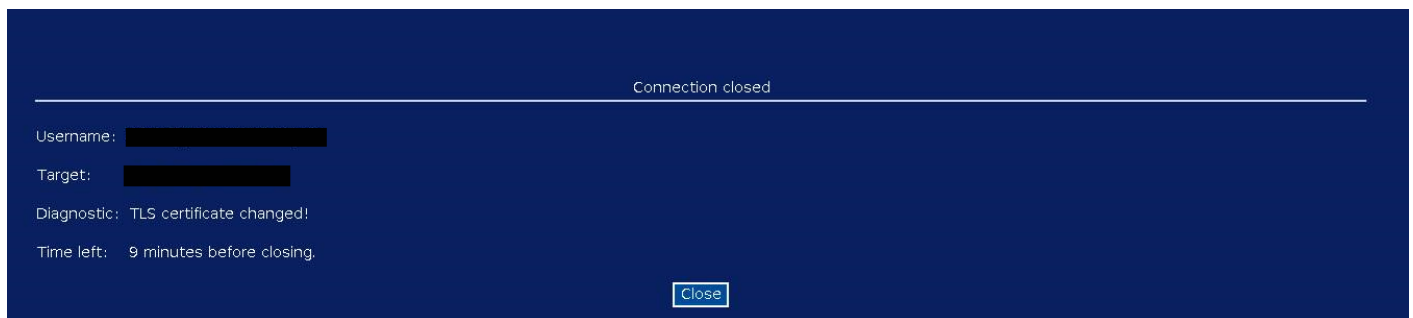 Connection closed
Username:
Target:
Diagnostic: TLS certificate changed!
Time left: 9 minutes before closing.
Close